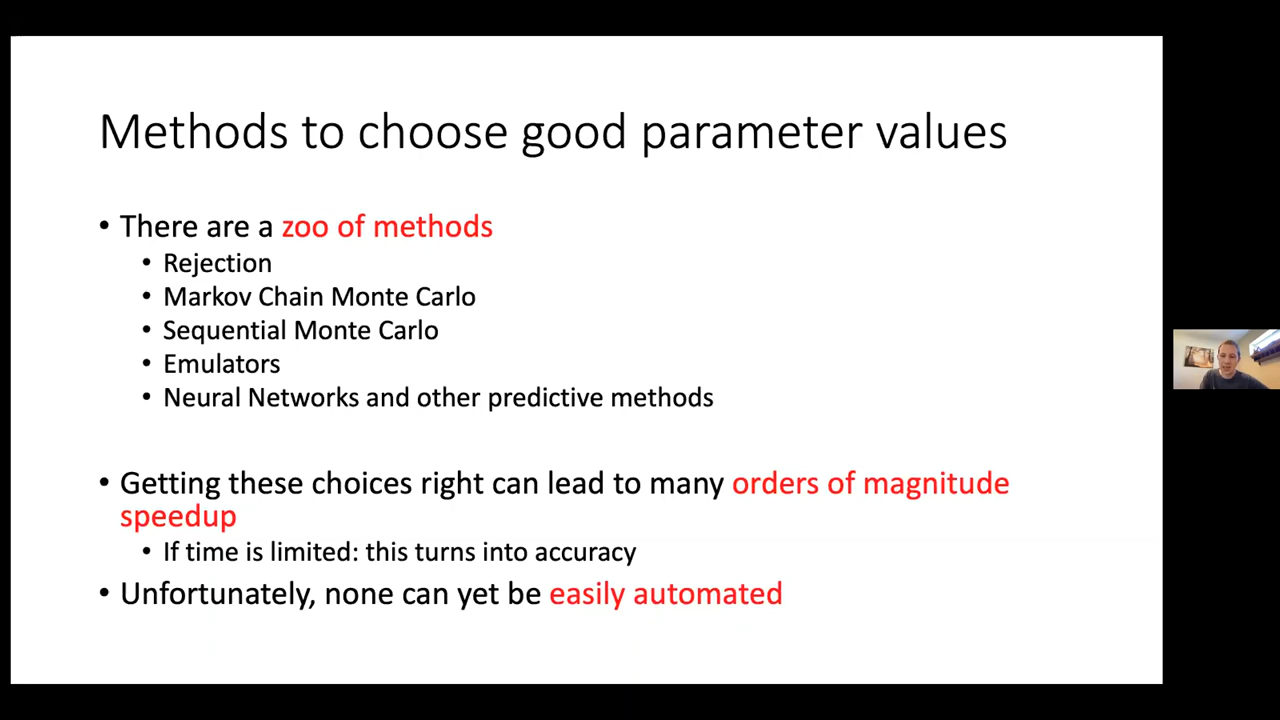 Methods to choose good parameter values
• There are a zoo of methods
• Rejection
• Markov Chain Monte Carlo
• Sequential Monte Carlo
• Emulators
• Neural Networks and other predictive methods
• Getting these choices right can lead to many orders of magnitude
speedup
• If time is limited: this turns into accuracy
• Unfortunately, none can yet be easily automated